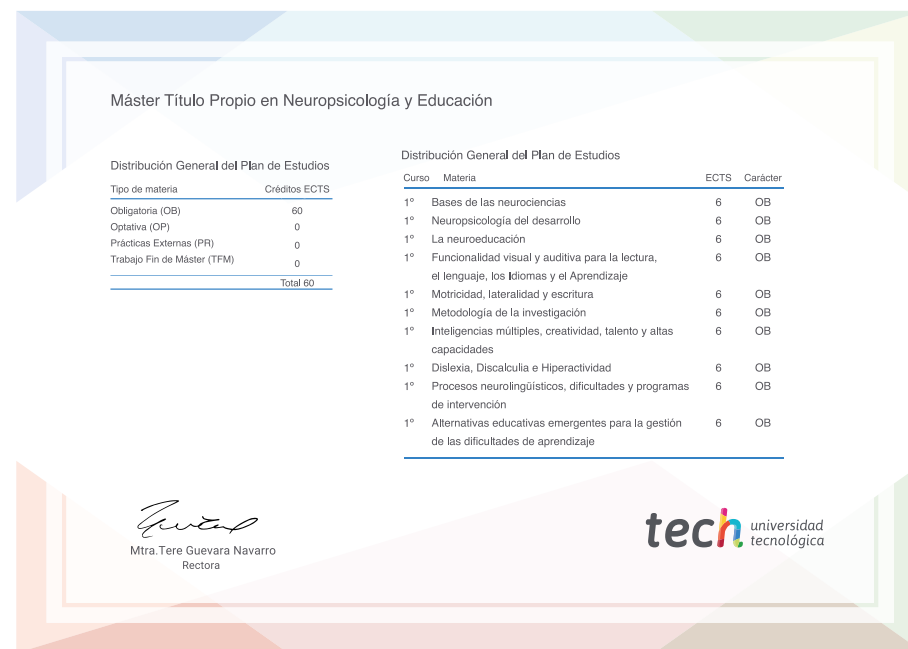 Máster Título Propio en Neuropsicología y Educación
Distribución General del Plan de Estudios
Tipo de materia Créditos ECTS
Obligatoria (OB) 60
Optativa (OP) 0
Prácticas Externas (PR) 0
Trabajo Fin de Máster (TFM) 0
Total 60
Distribución General del Plan de Estudios
Curso Materia ECTS Carácter
1º Bases de las neurociencias 6 OB
1º Neuropsicología del desarrollo 6 OB
1º La neuroeducación 6 OB
1º Funcionalidad visual y auditiva para la lectura, 6 OB
el lenguaje, los Idiomas y el Aprendizaje
1º Motricidad, lateralidad y escritura 6 OB
1º Metodología de la investigación 6 OB
1º Inteligencias múltiples, creatividad, talento y altas 6 OB
capacidades
1º Dislexia, Discalculia e Hiperactividad 6 OB
1º Procesos neurolingüísticos, dificultades y programas 6 OB
de intervención
1º Alternativas educativas emergentes para la gestión 6 OB
de las dificultades de aprendizaje
Mtra.Tere Guevara Navarro
Rectora
tech universidad
tecnológica